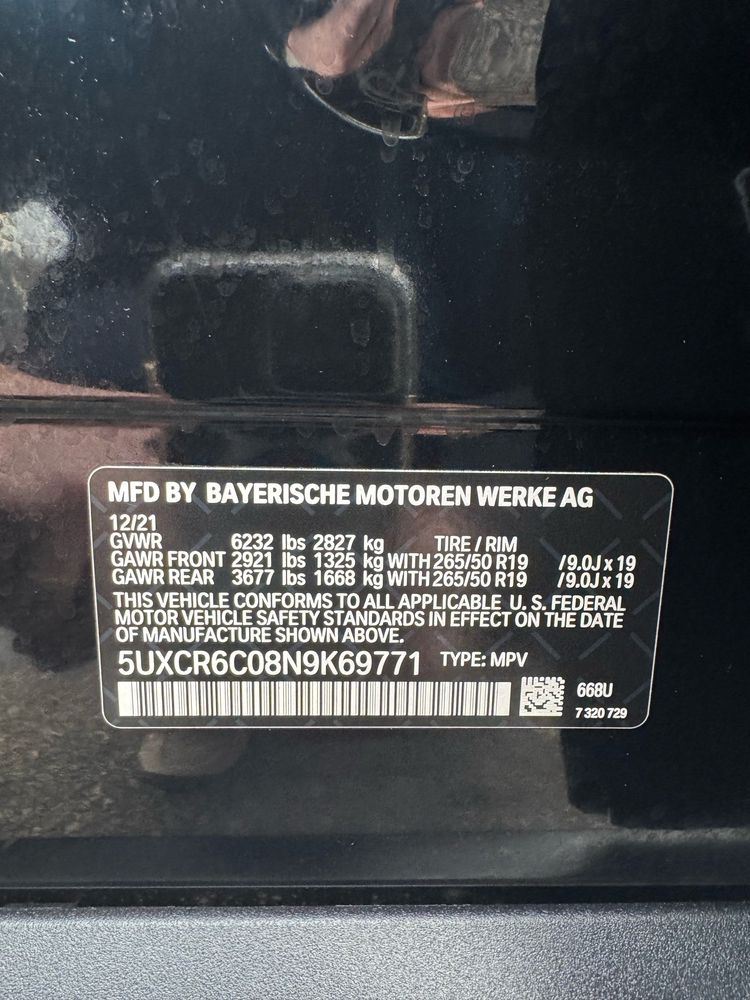 MFD BY BAYERISCHE MOTOREN WERKE AG
12/21
GVWR 6232 lbs 2827 kg TIRE / RIM
GAWR FRONT 2921 lbs 1325 kg WITH 265/50 R19 /9.0J x 19
GAWR REAR 3677 lbs 1668 kg WITH 265/50 R19 /9.0J x 19
THIS VEHICLE CONFORMS TO ALL APPLICABLE U. S. FEDERAL
MOTOR VEHICLE SAFETY STANDARDS IN EFFECT ON THE DATE
OF MANUFACTURE SHOWN ABOVE.
5UXCR6C08N9K69771 TYPE: MPV
668U
7 320 729